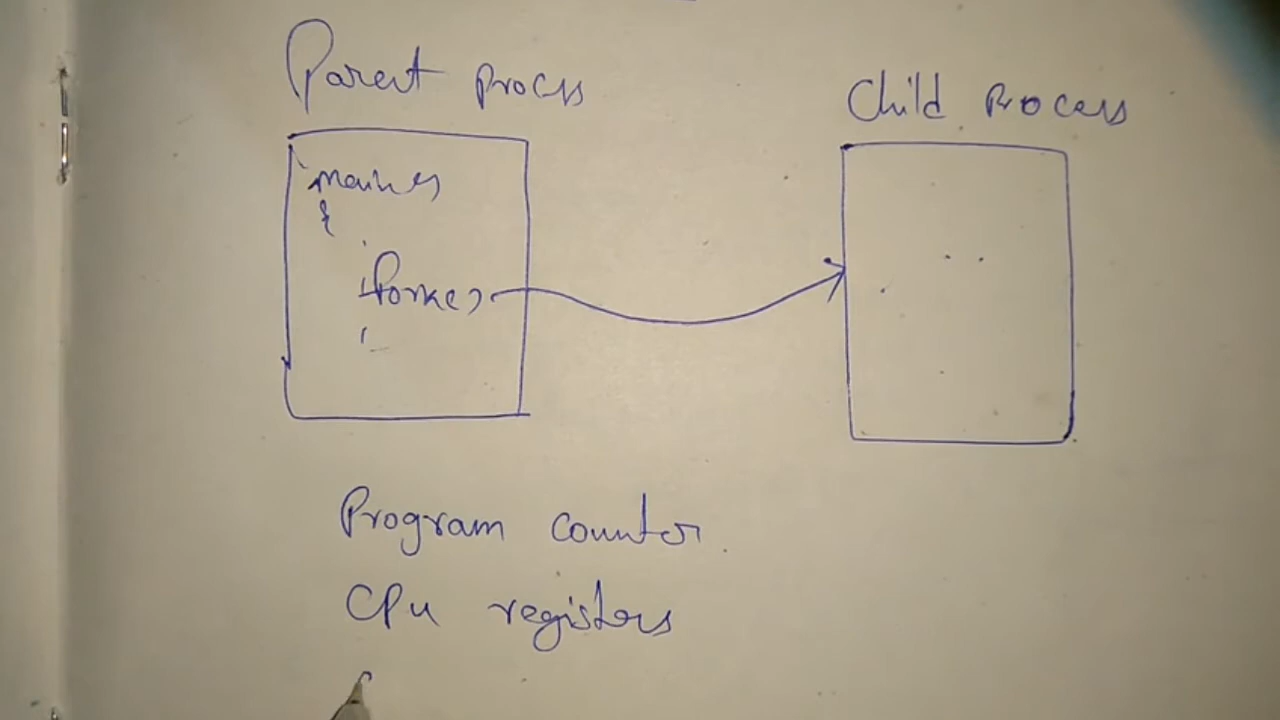 Parent process
Child process
main()
{
fork()
Program counter
CPU registers